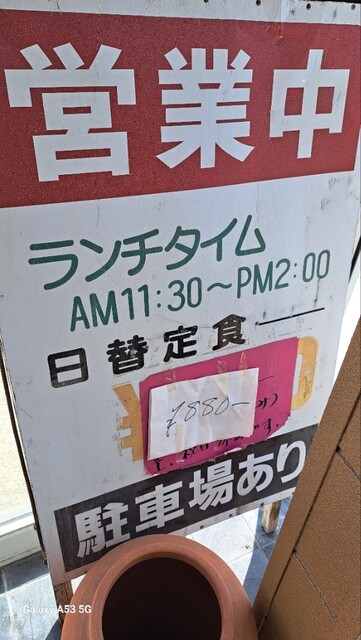 営業中
ランチタイム
AM11:30～PM2:00
日替定食
¥880-
駐車場あり
Galaxy A53 5G